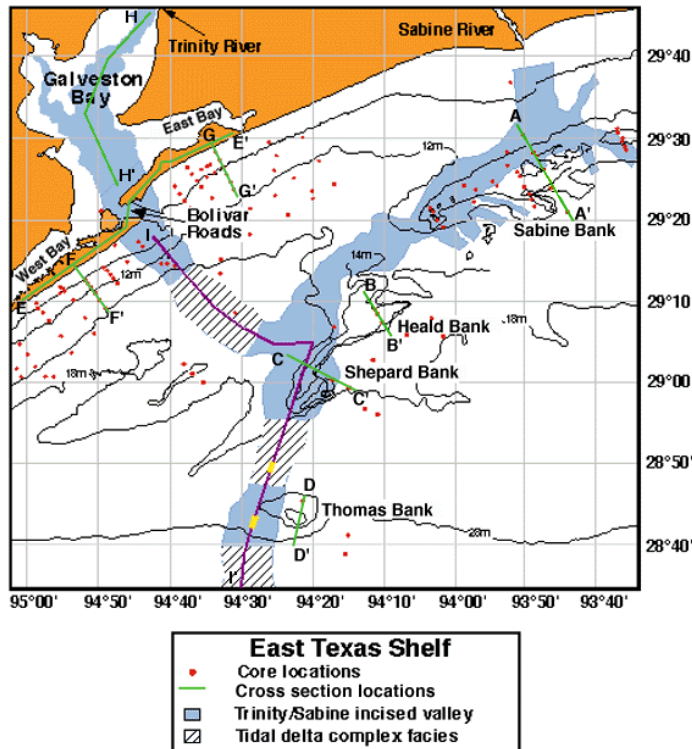 H
Trinity River
Sabine River
29°40'
Galveston
Bay
East Bay
A
G
E'
12m
12m
29°30'
H'
G'
A'
Bolivar
Roads
Sabine Bank
29°20'
West Bay
I
F
14m
12m
B
E
F'
18m
29°10'
Heald Bank
B'
18m
C
Shepard Bank
C'
29°00'
28°50'
D
Thomas Bank
28m
D'
28°40'
I'
95°00' 94°50' 94°40' 94°30' 94°20' 94°10' 94°00' 93°50' 93°40'
East Texas Shelf
Core locations
Cross section locations
Trinity/Sabine incised valley
Tidal delta complex facies